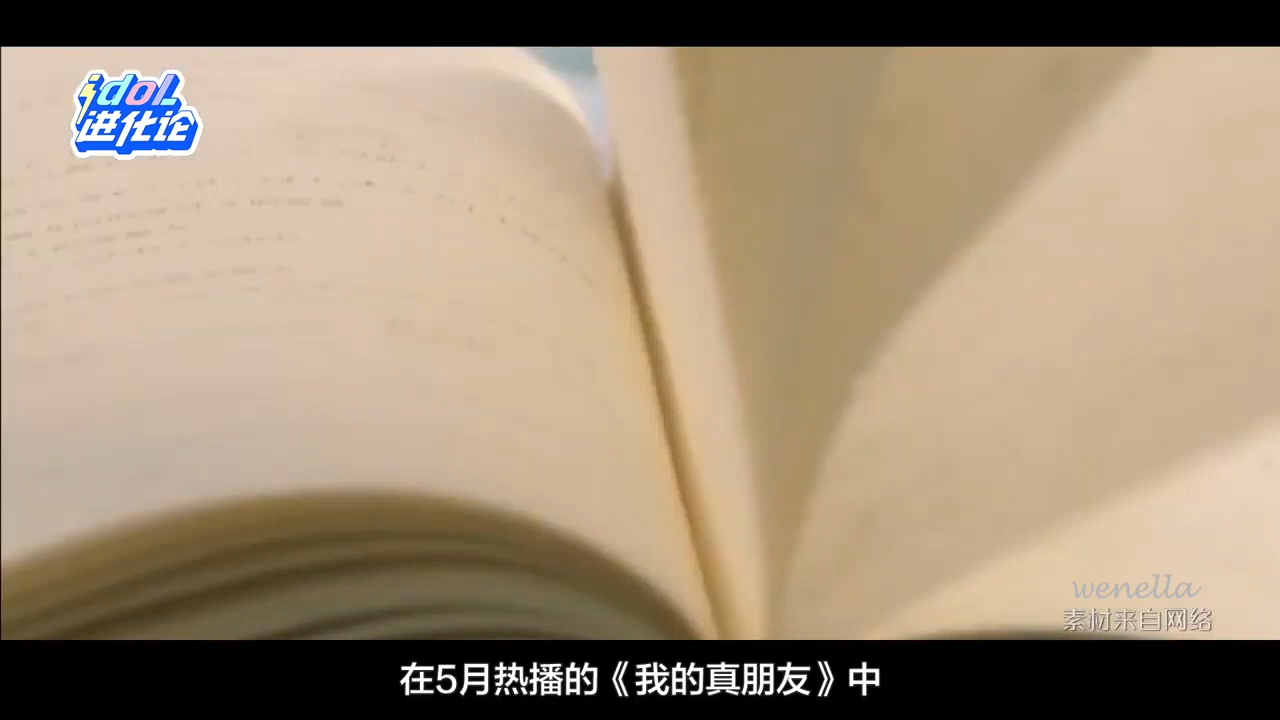 idol
进化论
wenella
素材来自网络
在5月热播的《我的真朋友》中